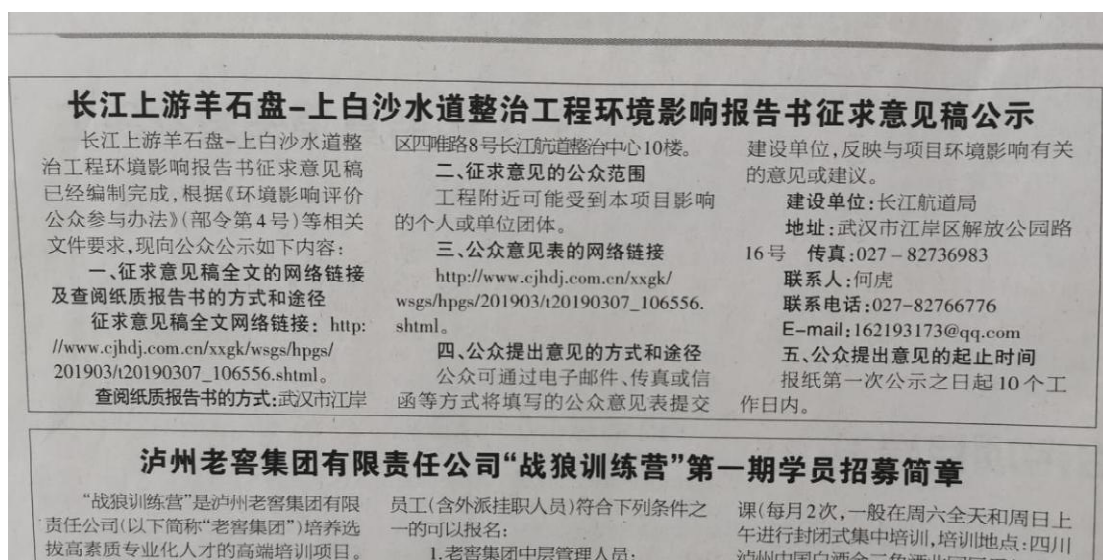 长江上游羊石盘-上白沙水道整治工程环境影响报告书征求意见稿公示
长江上游羊石盘-上白沙水道整
治工程环境影响报告书征求意见稿
已经编制完成,根据《环境影响评价
公众参与办法》(部令第4号)等相关
文件要求,现向公众公示如下内容:
一、征求意见稿全文的网络链接
及查阅纸质报告书的方式和途径
征求意见稿全文网络链接:http:
//www.cjhdj.com.cn/xxgk/wsgs/hpgs/
201903/t20190307_106556.shtml。
查阅纸质报告书的方式:武汉市江岸
区四唯路8号长江航道整治中心10楼。
二、征求意见的公众范围
工程附近可能受到本项目影响
的个人或单位团体。
三、公众意见表的网络链接
http://www.cjhdj.com.cn/xxgk/
wsgs/hpgs/201903/t20190307_106556.
shtml。
四、公众提出意见的方式和途径
公众可通过电子邮件、传真或信
函等方式将填写的公众意见表提交
建设单位,反映与项目环境影响有关
的意见或建议。
建设单位:长江航道局
地址:武汉市江岸区解放公园路
16号 传真:027-82736983
联系人:何虎
联系电话:027-82766776
E-mail:162193173@qq.com
五、公众提出意见的起止时间
报纸第一次公示之日起10个工
作日内。
泸州老窖集团有限责任公司“战狼训练营”第一期学员招募简章
“战狼训练营”是泸州老窖集团有限
责任公司(以下简称“老窖集团”)培养选
拔高素质专业化人才的高端培训项目。
员工(含外派挂职人员)符合下列条件之
一的可以报名:
1.老窖集团中层管理人员;
课(每月2次,一般在周六全天和周日上
午进行封闭式集中培训,培训地点:四川
泸州中国白酒金三角酒业园区